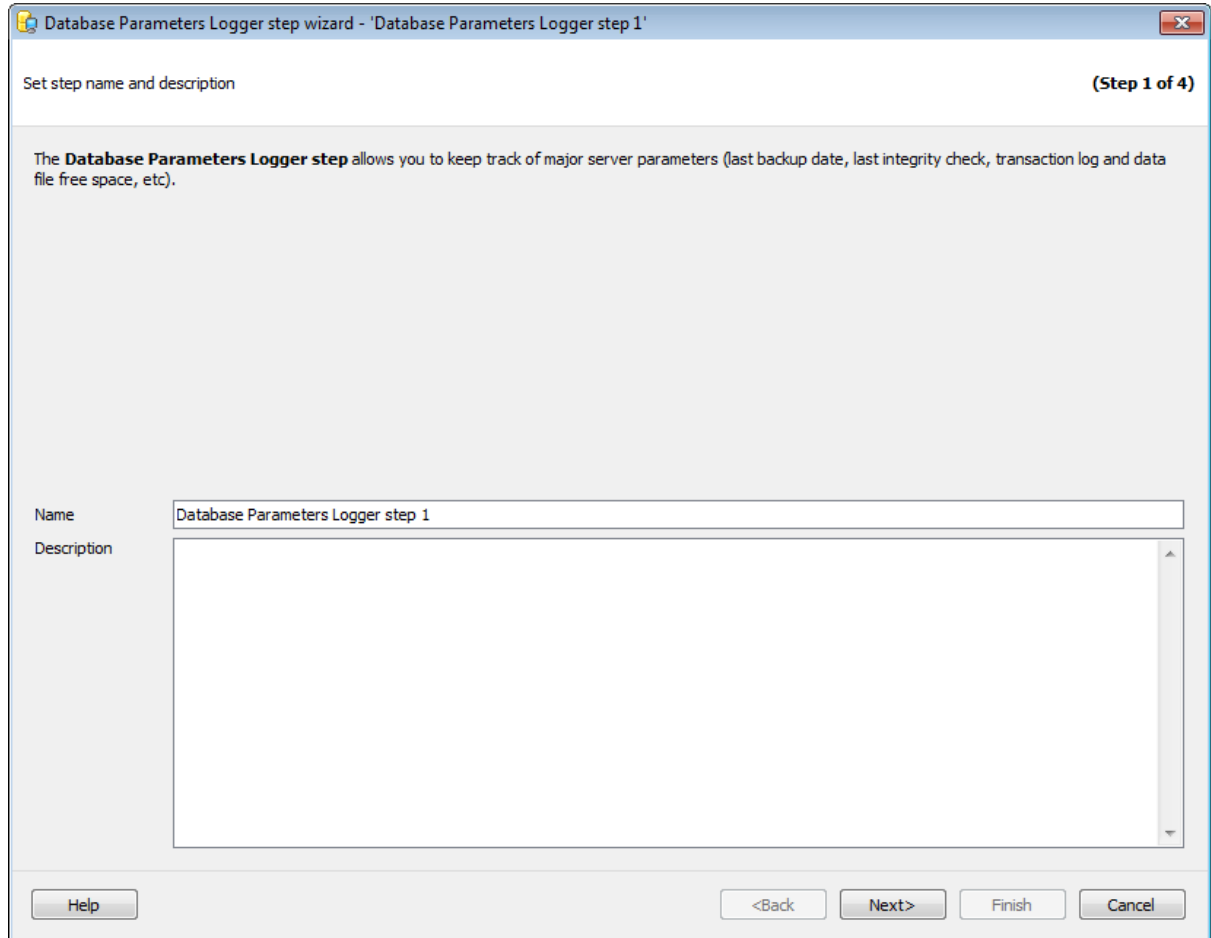 Database Parameters Logger step wizard - 'Database Parameters Logger step 1'
Set step name and description
(Step 1 of 4)
The Database Parameters Logger step allows you to keep track of major server parameters (last backup date, last integrity check, transaction log and data
file free space, etc).
Name
Database Parameters Logger step 1
Description
Help
<Back
Next>
Finish
Cancel